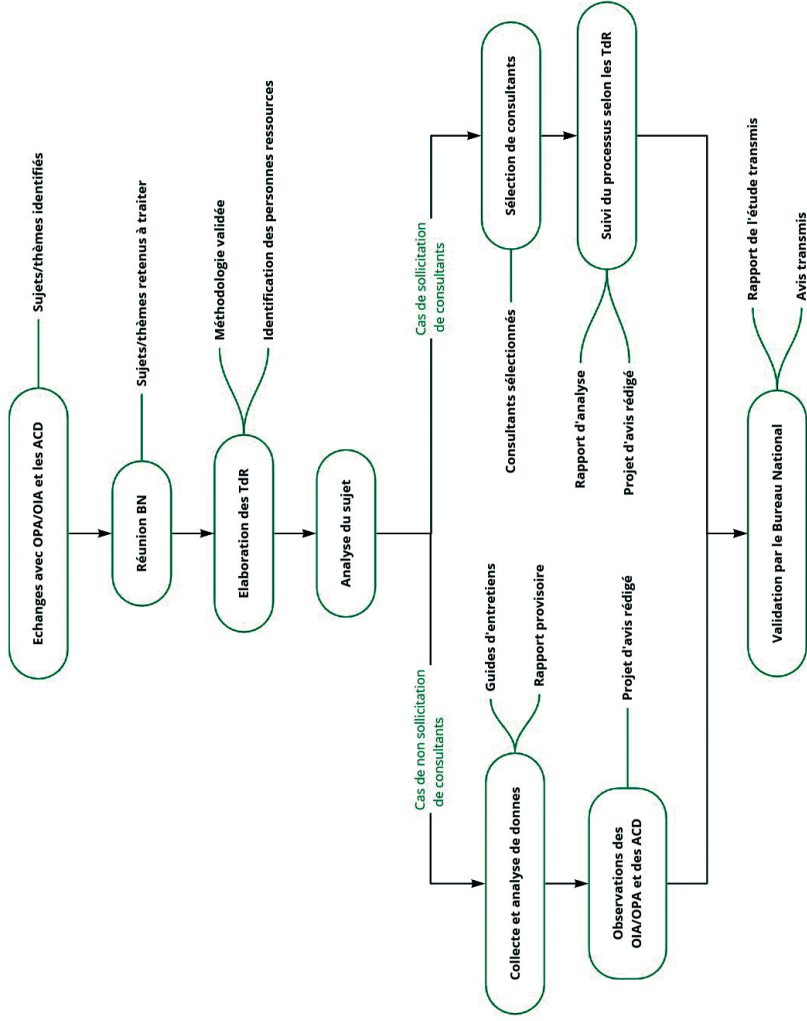 Echanges avec OPA/OIA et les ACD
Sujets/thèmes identifiés
Réunion BN
Sujets/thèmes retenus à traiter
Elaboration des TdR
Méthodologie validée
Identification des personnes ressources
Analyse du sujet
Cas de non sollicitation
de consultants
Cas de sollicitation
de consultants
Collecte et analyse de donnes
Guides d'entretiens
Rapport provisoire
Observations des
OIA/OPA et des ACD
Projet d'avis rédigé
Sélection de consultants
Consultants sélectionnés
Suivi du processus selon les TdR
Rapport d'analyse
Projet d'avis rédigé
Validation par le Bureau National
Rapport de l'étude transmis
Avis transmis